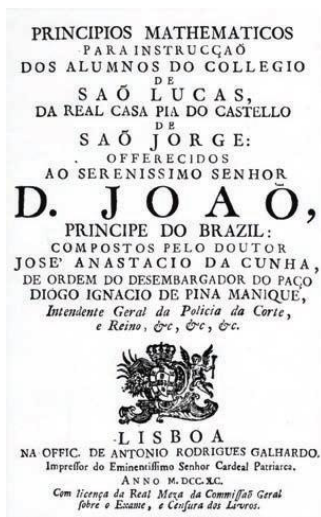 PRINCIPIOS MATHEMATICOS
PARA INSTRUCÇAÕ
DOS ALUMNOS DO COLLEGIO
DE
SAÕ LUCAS,
DA REAL CASA PIA DO CASTELLO
DE
SAÕ JORGE:
OFFERECIDOS
AO SERENISSIMO SENHOR
D. JOAÕ,
PRINCIPE DO BRAZIL:
COMPOSTOS PELO DOUTOR
JOSE' ANASTACIO DA CUNHA,
DE ORDEM DO DESEMBARGADOR DO PAÇO
DIOGO IGNACIO DE PINA MANIQUE,
Intendente Geral da Policia da Corte,
e Reino, &c, &c, &c.
LISBOA
NA OFFIC. DE ANTONIO RODRIGUES GALHARDO.
Impreſſor do Eminentiſſimo Senhor Cardeal Patriarca.
ANNO M. DCC. XC.
Com licença da Real Meza da Commiſſaõ Geral
ſobre o Exame, e Cenſura dos Livros.